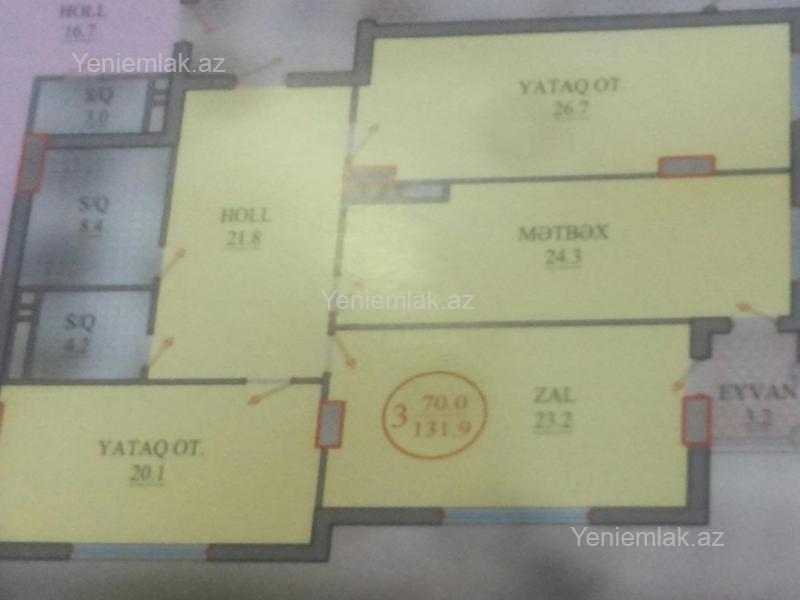 HOLL
16.7
Yeniemlak.az
S/Q
3.0
YATAQ OT.
26.7
S/Q
8.4
HOLL
21.8
MƏTBƏX
24.3
Yeniemlak.az
S/Q
4.2
3 70.0
131.9
ZAL
23.2
EYVAN
3.2
YATAQ OT.
20.1
Yeniemlak.az